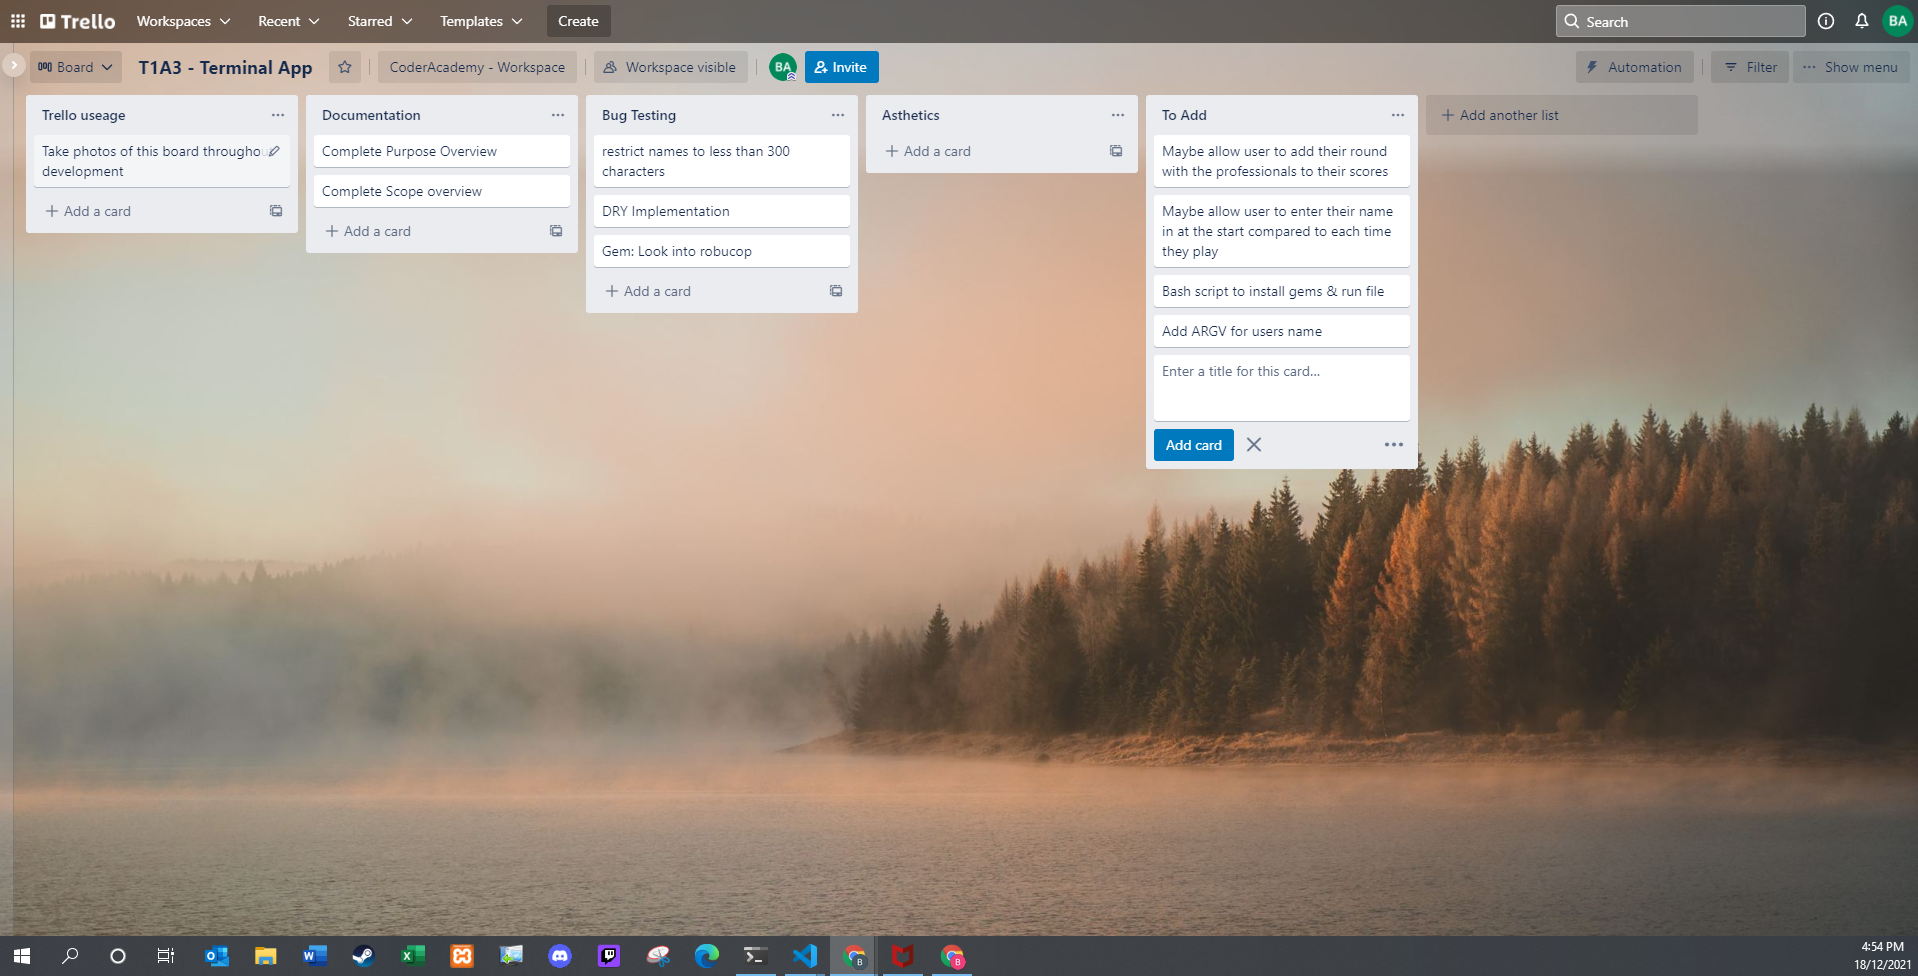 Trello
Workspaces
Recent
Starred
Templates
Create
Search
BA
Board
T1A3 - Terminal App
CoderAcademy - Workspace
Workspace visible
BA
Invite
Automation
Filter
Show menu
Trello useage
Take photos of this board
development
Add a card
Documentation
Complete Purpose Overview
Complete Scope overview
Add a card
Bug Testing
restrict names to less than 300
characters
DRY Implementation
Gem: Look into robucop
Add a card
Asthetics
Add a card
To Add
Maybe allow user to add their round
with the professionals to their scores
Maybe allow user to enter their name
in at the start compared to each time
they play
Bash script to install gems & run file
Add ARGV for users name
Enter a title for this card...
Add card
Add another list
4:54 PM
18/12/2021